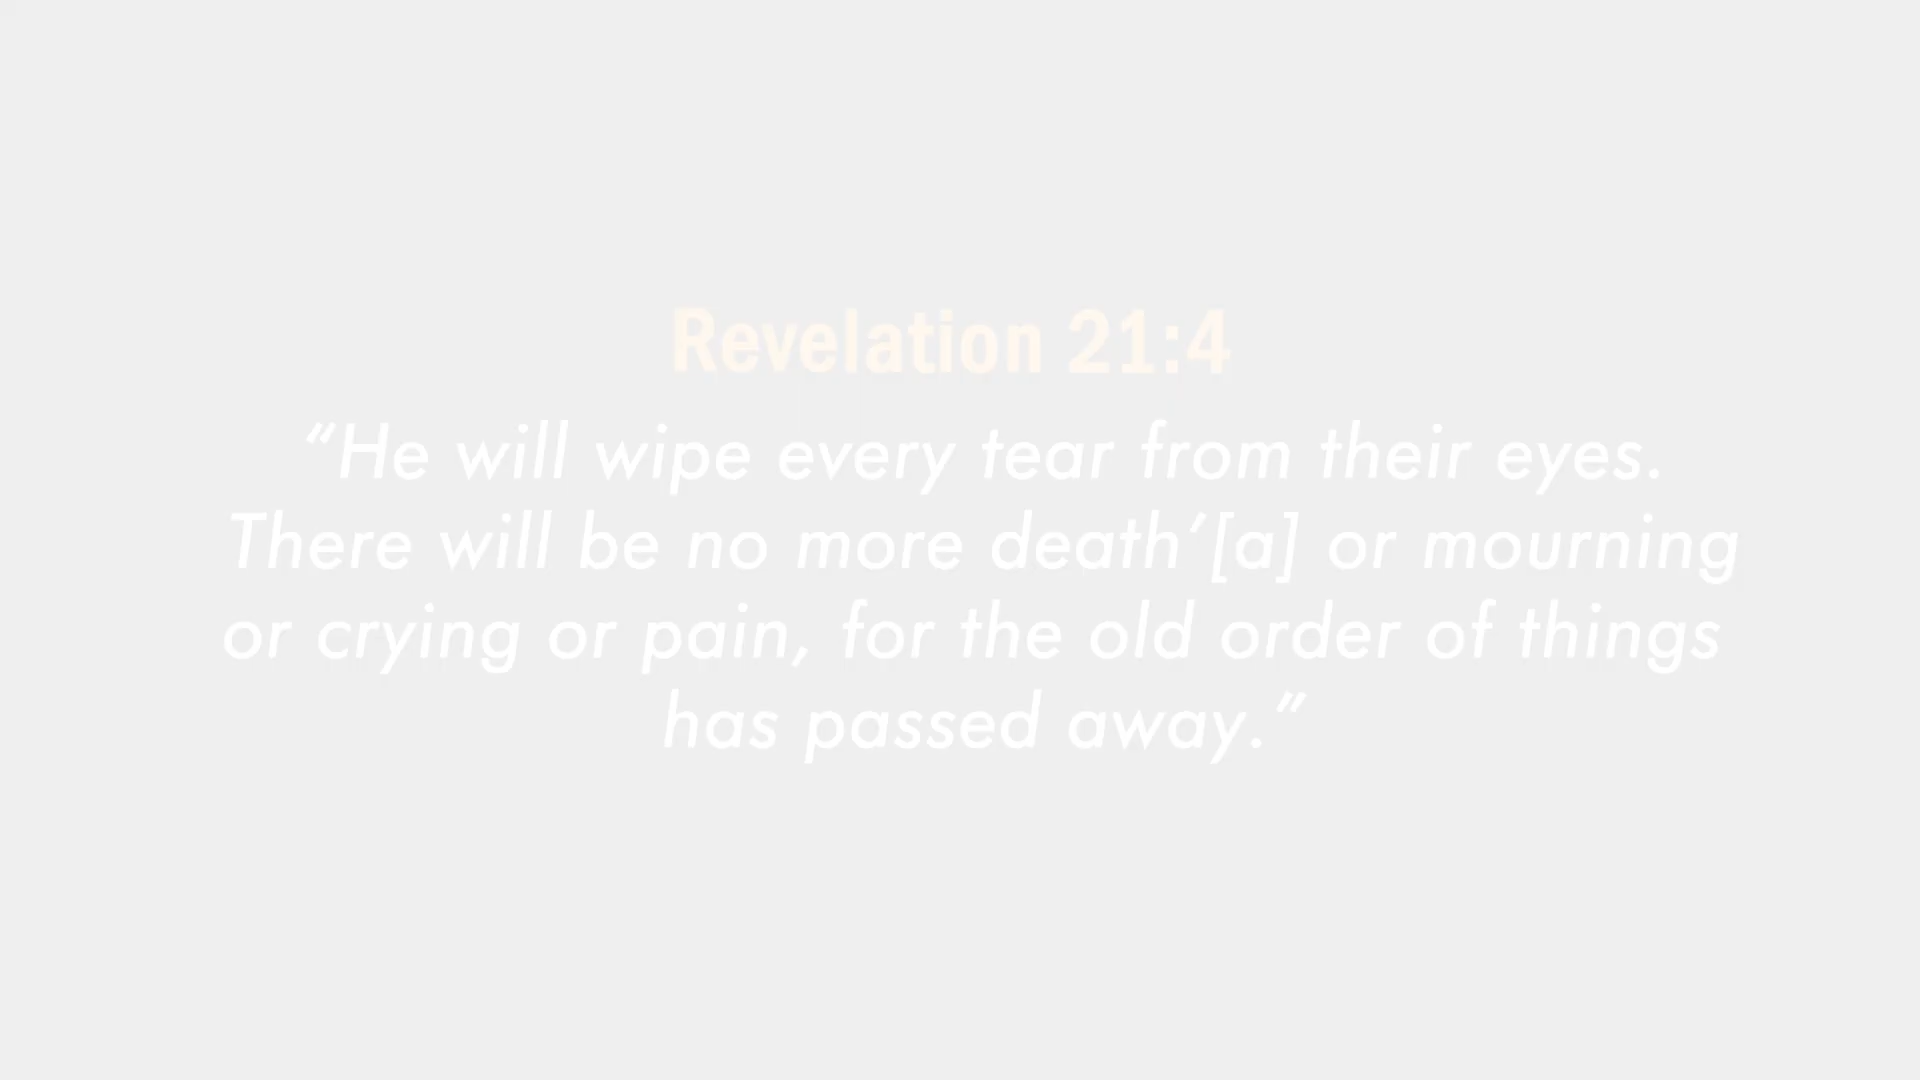 Revelation 21:4
“He will wipe every tear from their eyes.
There will be no more death’[a] or mourning
or crying or pain, for the old order of things
has passed away.”